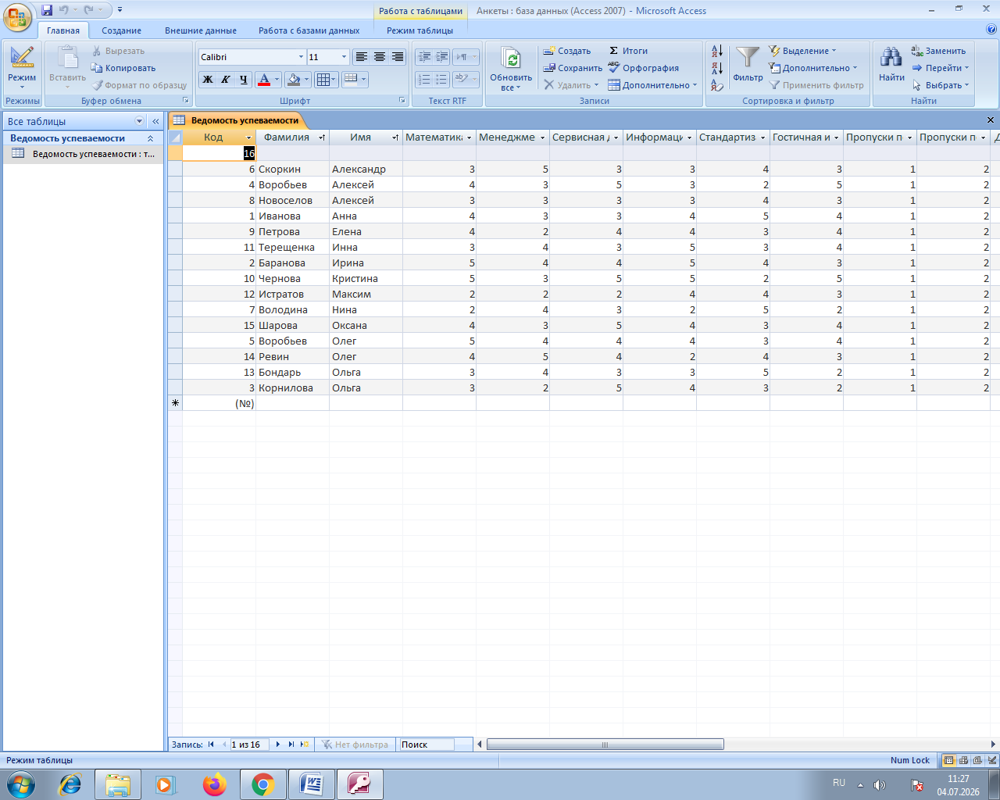 Работа с таблицами Анкеты : база данных (Access 2007) - Microsoft Access
Главная Создание Внешние данные Работа с базами данных Режим таблицы
Режим
Режимы
Вставить
Вырезать
Копировать
Формат по образцу
Буфер обмена
Calibri 11
Ж К Ч А
Шрифт
Текст RTF
Обновить все
Создать
Сохранить
Удалить
Итоги
Орфография
Дополнительно
Записи
Фильтр
Выделение
Дополнительно
Применить фильтр
Сортировка и фильтр
Найти
Заменить
Перейти
Выбрать
Найти
Все таблицы
Ведомость успеваемости
Ведомость успеваемости : т...
Ведомость успеваемости
Код Фамилия Имя Математика Менеджме Сервисная Информаци Стандартиз Гостичная и Пропуски п Пропуски п
16
6 Скоркин Александр 3 5 3 3 4 3 1 2
4 Воробьев Алексей 4 3 5 3 2 5 1 2
8 Новоселов Алексей 3 3 3 3 4 3 1 2
1 Иванова Анна 4 3 3 4 5 4 1 2
9 Петрова Елена 4 2 4 4 3 4 1 2
11 Терещенка Инна 3 4 3 5 3 4 1 2
2 Баранова Ирина 5 4 4 5 4 3 1 2
10 Чернова Кристина 5 3 5 5 2 5 1 2
12 Истратов Максим 2 2 2 4 4 3 1 2
7 Володина Нина 2 4 3 2 5 2 1 2
15 Шарова Оксана 4 3 5 4 3 4 1 2
5 Воробьев Олег 5 4 4 4 3 4 1 2
14 Ревин Олег 4 5 4 2 4 3 1 2
13 Бондарь Ольга 3 4 3 3 5 2 1 2
3 Корнилова Ольга 3 2 5 4 3 2 1 2
(№)
Запись: 1 из 16 Нет фильтра Поиск
Режим таблицы Num Lock
RU 11:27
04.07.2026